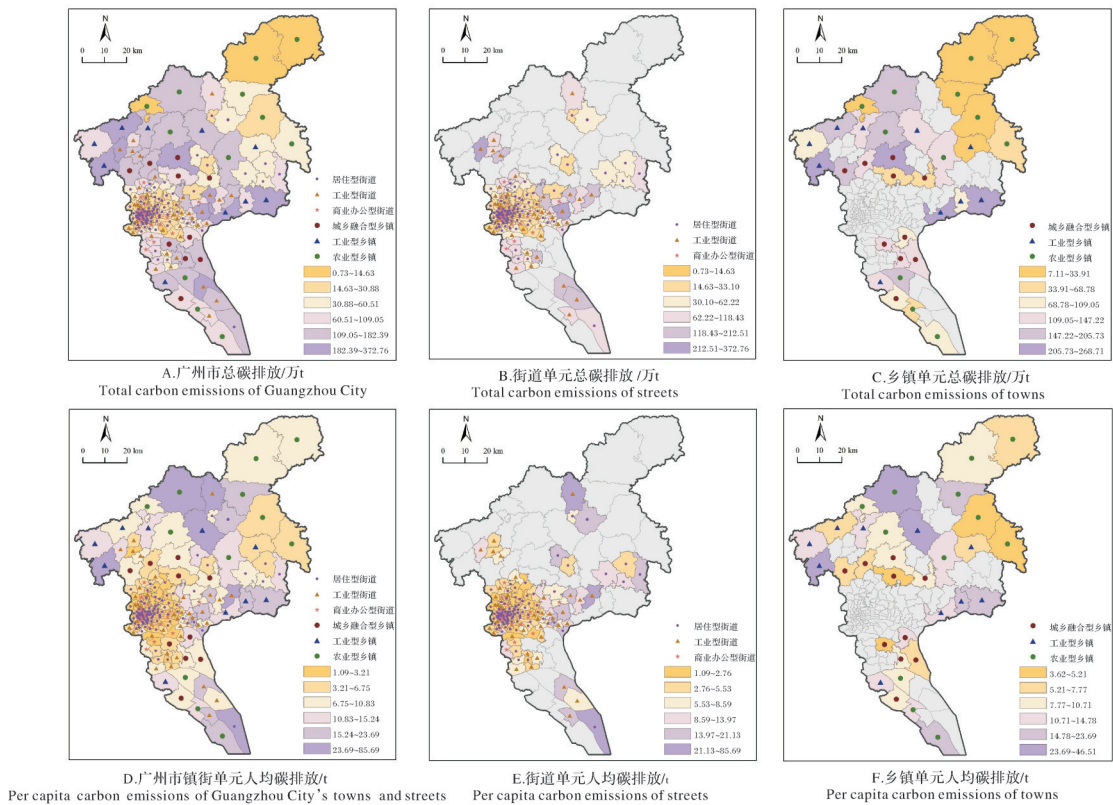 N
0 10 20 km
居住型街道
工业型街道
商业办公型街道
城乡融合型乡镇
工业型乡镇
农业型乡镇
0.73~14.63
14.63~30.88
30.88~60.51
60.51~109.05
109.05~182.39
182.39~372.76
A.广州市总碳排放/万t
Total carbon emissions of Guangzhou City
N
0 10 20 km
居住型街道
工业型街道
商业办公型街道
0.73~14.63
14.63~33.10
30.10~62.22
62.22~118.43
118.43~212.51
212.51~372.76
B.街道单元总碳排放/万t
Total carbon emissions of streets
N
0 10 20 km
城乡融合型乡镇
工业型乡镇
农业型乡镇
7.11~33.91
33.91~68.78
68.78~109.05
109.05~147.22
147.22~205.73
205.73~268.71
C.乡镇单元总碳排放/万t
Total carbon emissions of towns
N
0 10 20 km
居住型街道
工业型街道
商业办公型街道
城乡融合型乡镇
工业型乡镇
农业型乡镇
1.09~3.21
3.21~6.75
6.75~10.83
10.83~15.24
15.24~23.69
23.69~85.69
D.广州市镇街单元人均碳排放/t
Per capita carbon emissions of Guangzhou City's towns and streets
N
0 10 20 km
居住型街道
工业型街道
商业办公型街道
1.09~2.76
2.76~5.53
5.53~8.59
8.59~13.97
13.97~21.13
21.13~85.69
E.街道单元人均碳排放/t
Per capita carbon emissions of streets
N
0 10 20 km
城乡融合型乡镇
工业型乡镇
农业型乡镇
3.62~5.21
5.21~7.77
7.77~10.71
10.71~14.78
14.78~23.69
23.69~46.51
F.乡镇单元人均碳排放/t
Per capita carbon emissions of towns